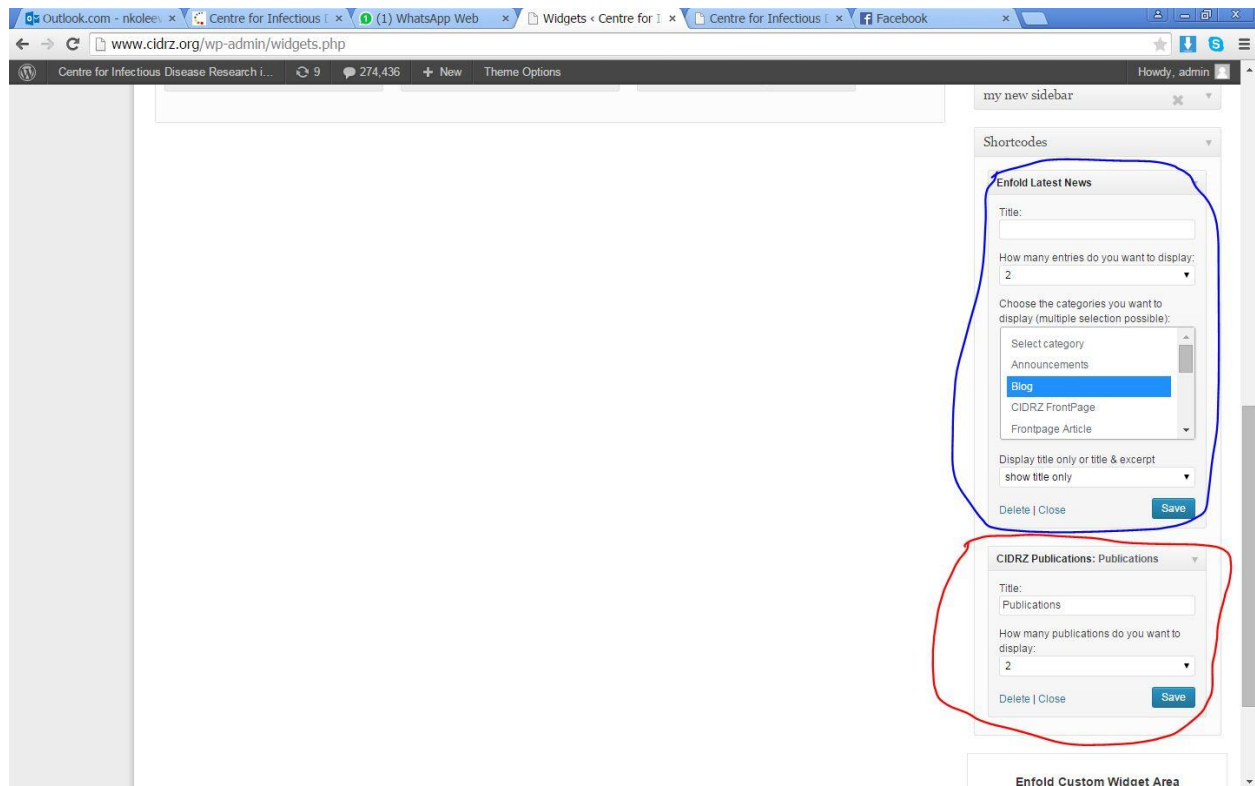 Outlook.com - nkoleev
Centre for Infectious D
(1) WhatsApp Web
Widgets ‹ Centre for I
Centre for Infectious D
Facebook
www.cidrz.org/wp-admin/widgets.php
Centre for Infectious Disease Research i...
9
274,436
+ New
Theme Options
Howdy, admin
my new sidebar
Shortcodes
Enfold Latest News
Title:
How many entries do you want to display:
2
Choose the categories you want to
display (multiple selection possible):
Select category
Announcements
Blog
CIDRZ FrontPage
Frontpage Article
Display title only or title & excerpt
show title only
Delete | Close
Save
CIDRZ Publications: Publications
Title:
Publications
How many publications do you want to
display:
2
Delete | Close
Save
Enfold Custom Widget Area